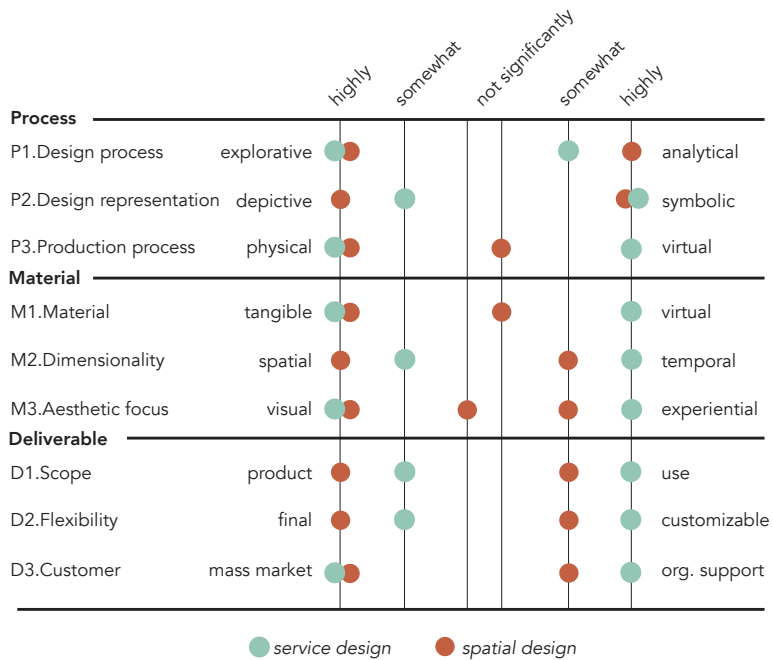 highly
somewhat
not significantly
somewhat
highly
Process
P1.Design process explorative analytical
P2.Design representation depictive symbolic
P3.Production process physical virtual
Material
M1.Material tangible virtual
M2.Dimensionality spatial temporal
M3.Aesthetic focus visual experiential
Deliverable
D1.Scope product use
D2.Flexibility final customizable
D3.Customer mass market org. support
service design spatial design